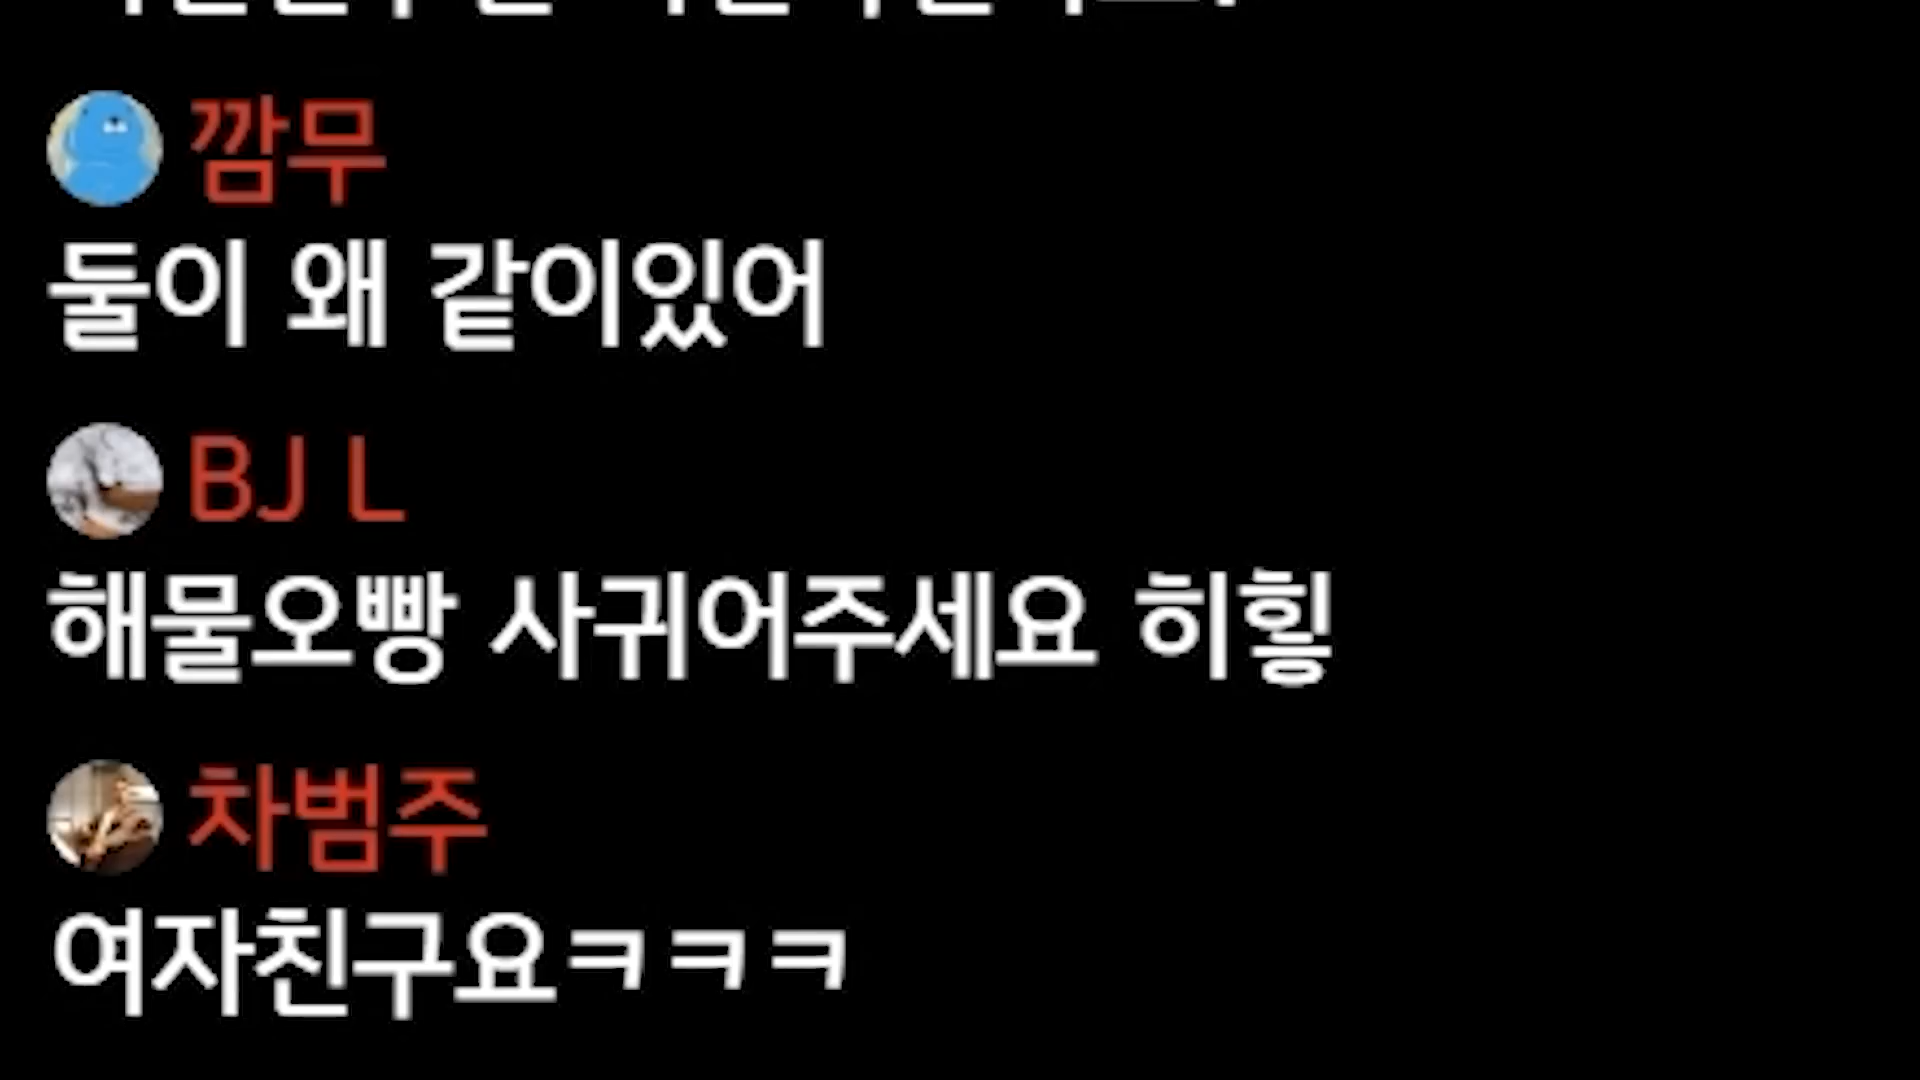 깜무
둘이 왜 같이있어
BJ L
해물오빵 사귀어주세요 히힣
차범주
여자친구요ㅋㅋㅋ